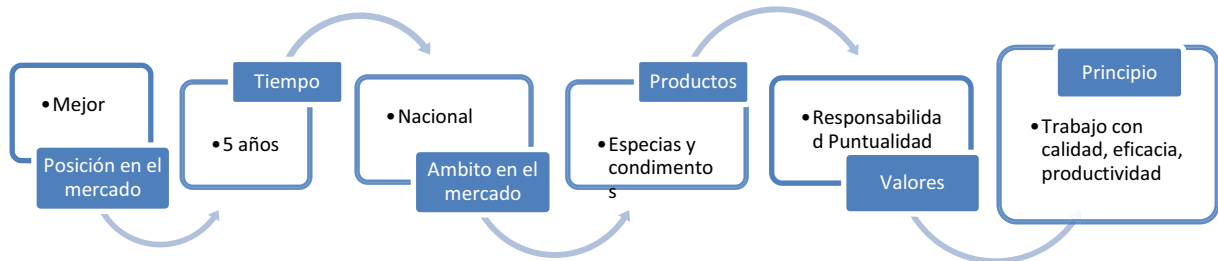 •Mejor
Posición en el
mercado
Tiempo
•5 años
•Nacional
Ambito en el
mercado
Productos
•Especias y
condimento
s
•Responsabilida
d Puntualidad
Valores
Principio
•Trabajo con
calidad, eficacia,
productividad